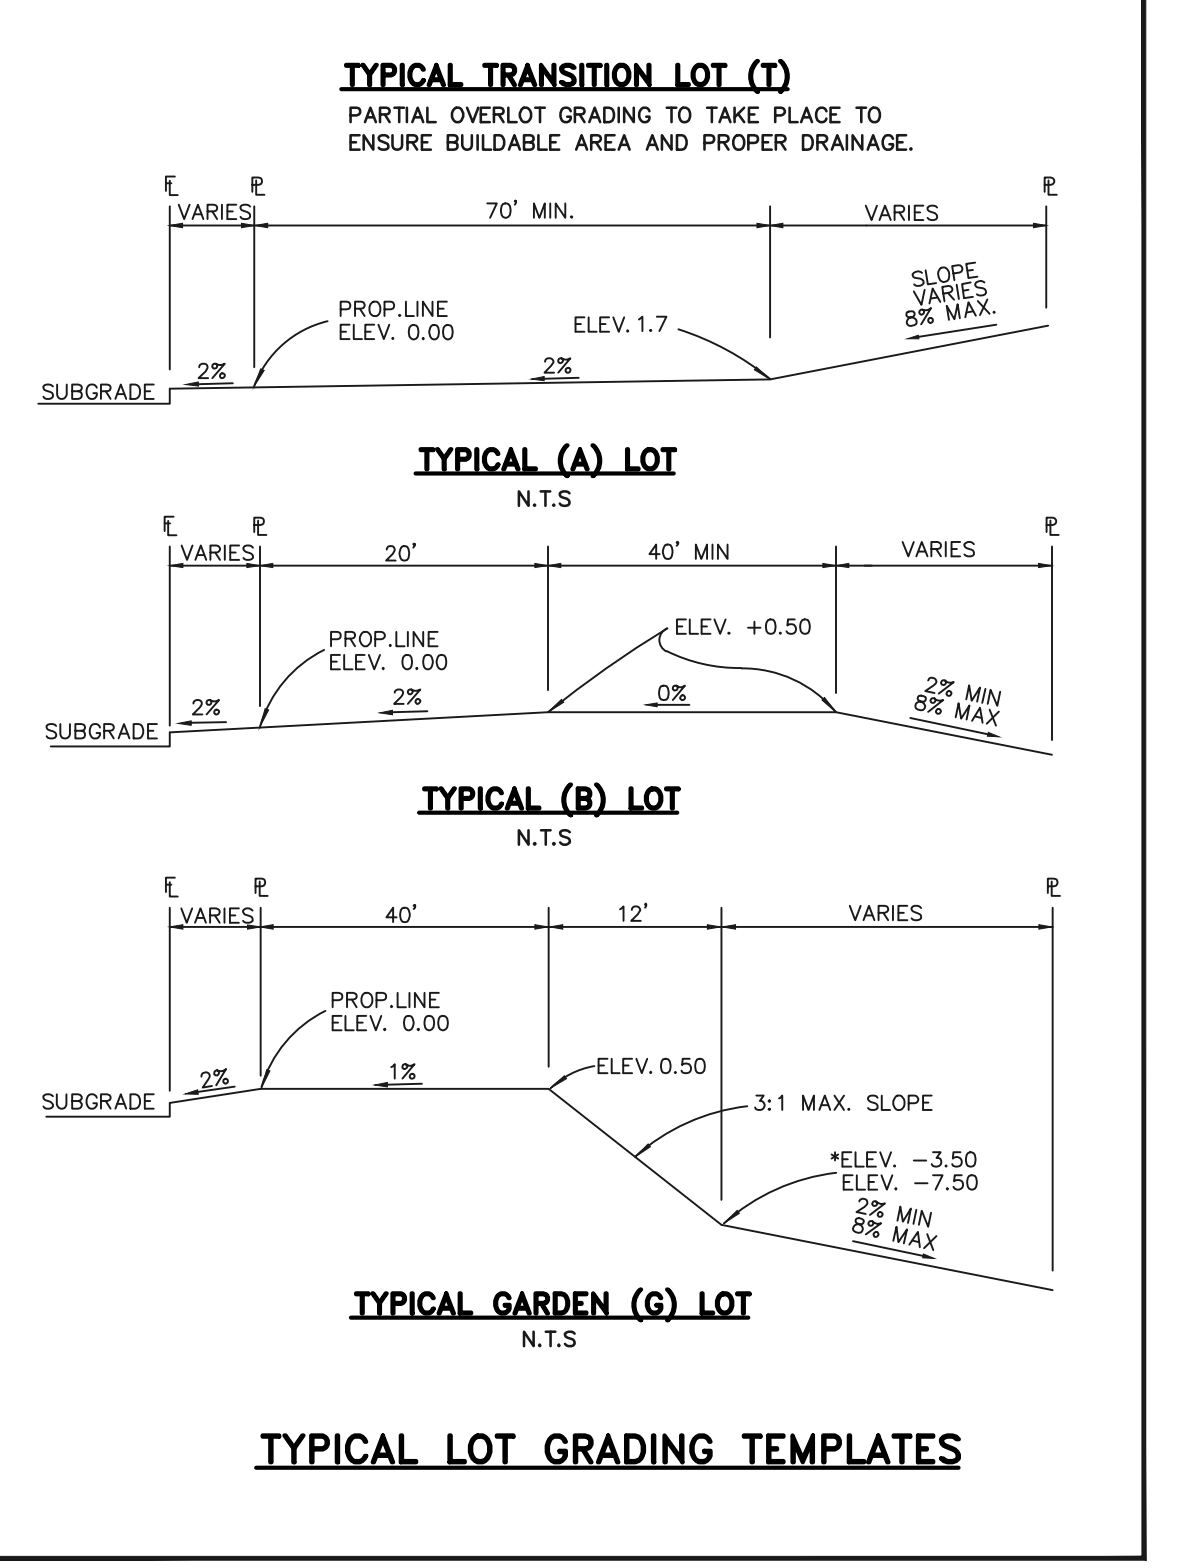 TYPICAL TRANSITION LOT (T)
PARTIAL OVERLOT GRADING TO TAKE PLACE TO
ENSURE BUILDABLE AREA AND PROPER DRAINAGE.
FL PL PL
VARIES 70' MIN. VARIES
SLOPE
VARIES
8% MAX.
PROP.LINE
ELEV. 0.00
ELEV. 1.7
2% 2%
SUBGRADE
TYPICAL (A) LOT
N.T.S
FL PL PL
VARIES 20' 40' MIN VARIES
ELEV. +0.50
PROP.LINE
ELEV. 0.00
2% 2% 0%
2% MIN
8% MAX
SUBGRADE
TYPICAL (B) LOT
N.T.S
FL PL PL
VARIES 40' 12' VARIES
PROP.LINE
ELEV. 0.00
2% 1% ELEV. 0.50
SUBGRADE
3:1 MAX. SLOPE
*ELEV. -3.50
ELEV. -7.50
2% MIN
8% MAX
TYPICAL GARDEN (G) LOT
N.T.S
TYPICAL LOT GRADING TEMPLATES